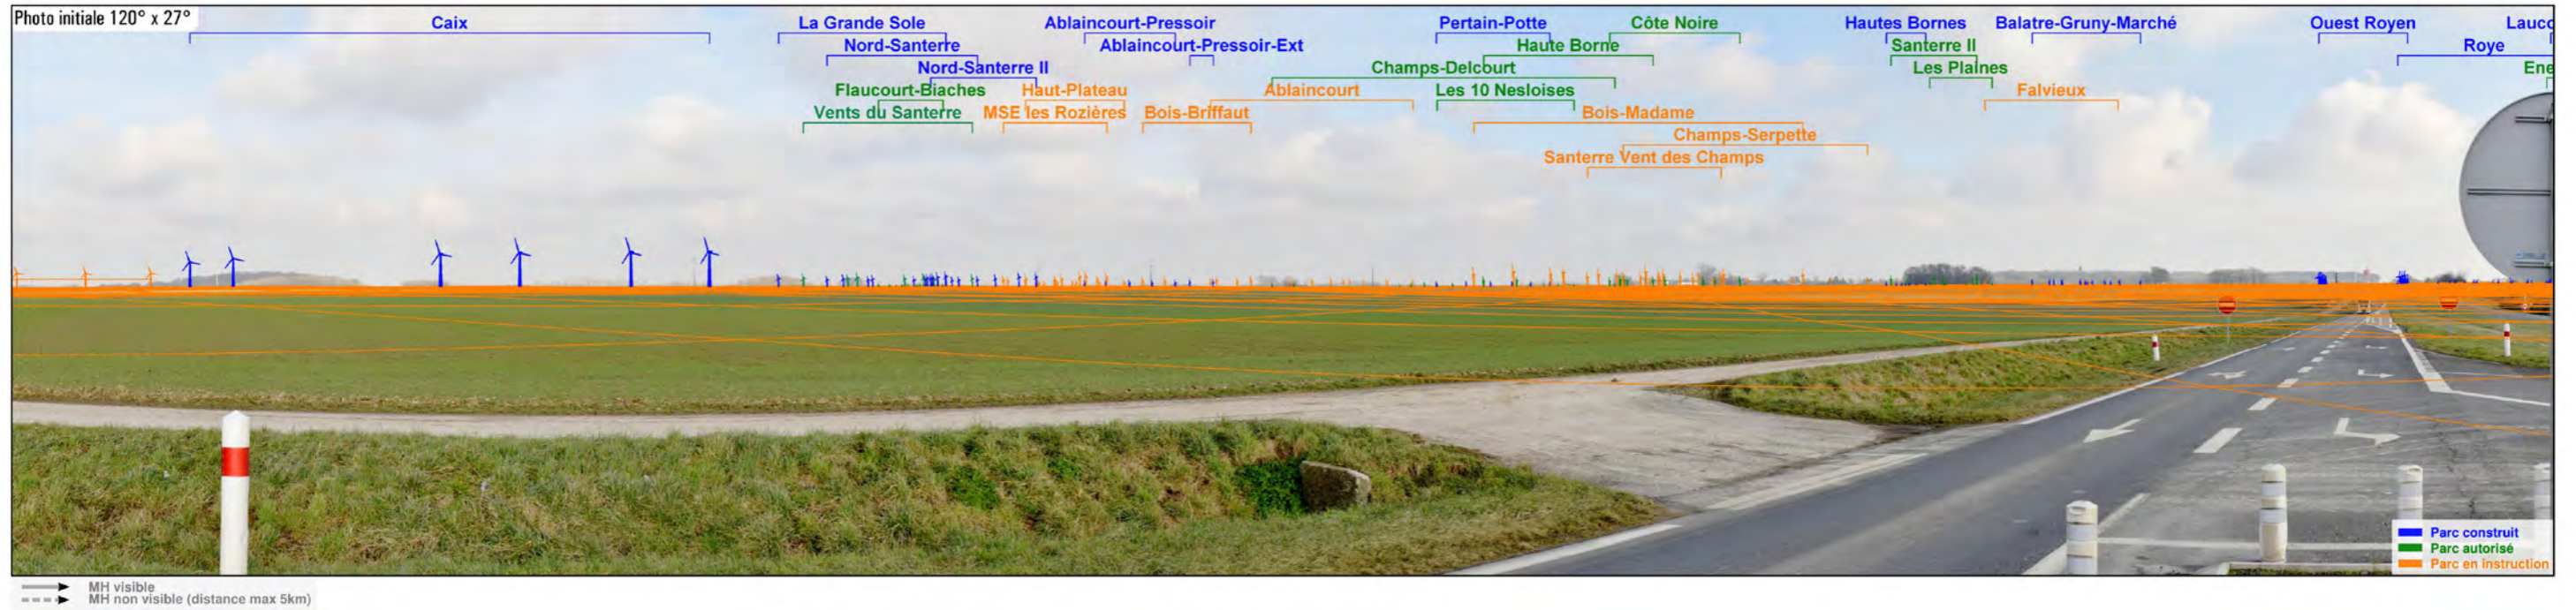 Photo initiale 120° x 27°
Caix
La Grande Sole
Ablaincourt-Pressoir
Pertain-Potte
Côte Noire
Hautes Bornes
Balatre-Gruny-Marché
Ouest Royen
Lauco
Nord-Santerre
Ablaincourt-Pressoir-Ext
Haute Borne
Santerre II
Roye
Nord-Santerre II
Champs-Delcourt
Les Plaines
Ene
Flaucourt-Biaches
Haut-Plateau
Ablaincourt
Les 10 Nesloises
Falvieux
Vents du Santerre
MSE les Rozières
Bois-Briffaut
Bois-Madame
Champs-Serpette
Santerre Vent des Champs
Parc construit
Parc autorisé
Parc en instruction
MH visible
MH non visible (distance max 5km)